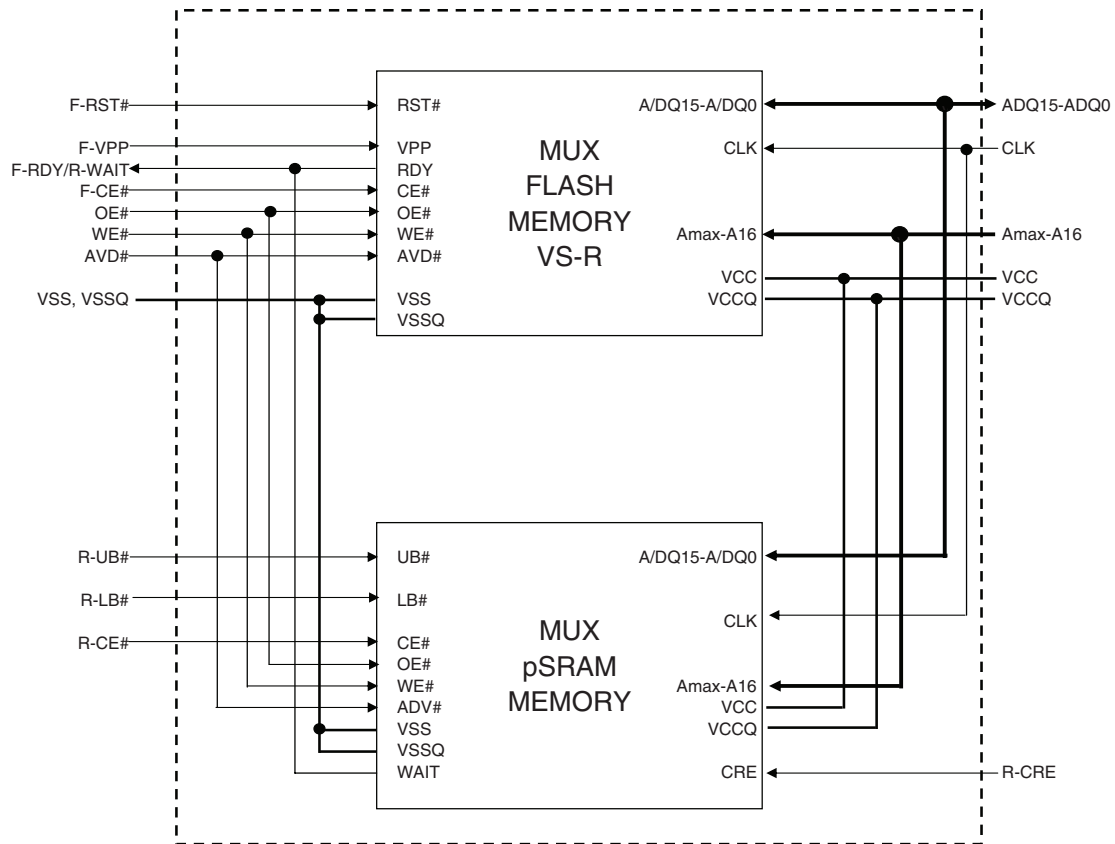 F-RST#
F-VPP
F-RDY/R-WAIT
F-CE#
OE#
WE#
AVD#
VSS, VSSQ
RST#
VPP
RDY
CE#
OE#
WE#
AVD#
VSS
VSSQ
MUX
FLASH
MEMORY
VS-R
A/DQ15-A/DQ0
CLK
Amax-A16
VCC
VCCQ
ADQ15-ADQ0
CLK
Amax-A16
VCC
VCCQ
R-UB#
R-LB#
R-CE#
UB#
LB#
CE#
OE#
WE#
ADV#
VSS
VSSQ
WAIT
MUX
pSRAM
MEMORY
A/DQ15-A/DQ0
CLK
Amax-A16
VCC
VCCQ
CRE
R-CRE